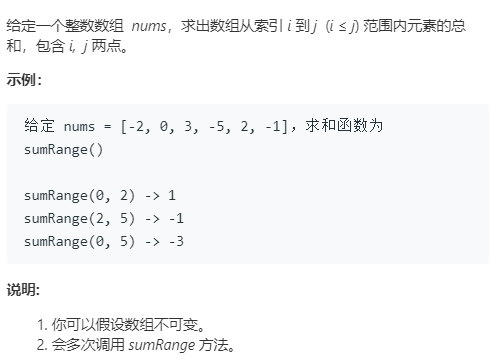 给定一个整数数组  nums，求出数组从索引 i 到 j  (i ≤ j) 范围内元素的总
和，包含 i,  j 两点。
示例：
给定 nums = [-2, 0, 3, -5, 2, -1]，求和函数为
sumRange()
sumRange(0, 2) -> 1
sumRange(2, 5) -> -1
sumRange(0, 5) -> -3
说明:
1. 你可以假设数组不可变。
2. 会多次调用 sumRange 方法。